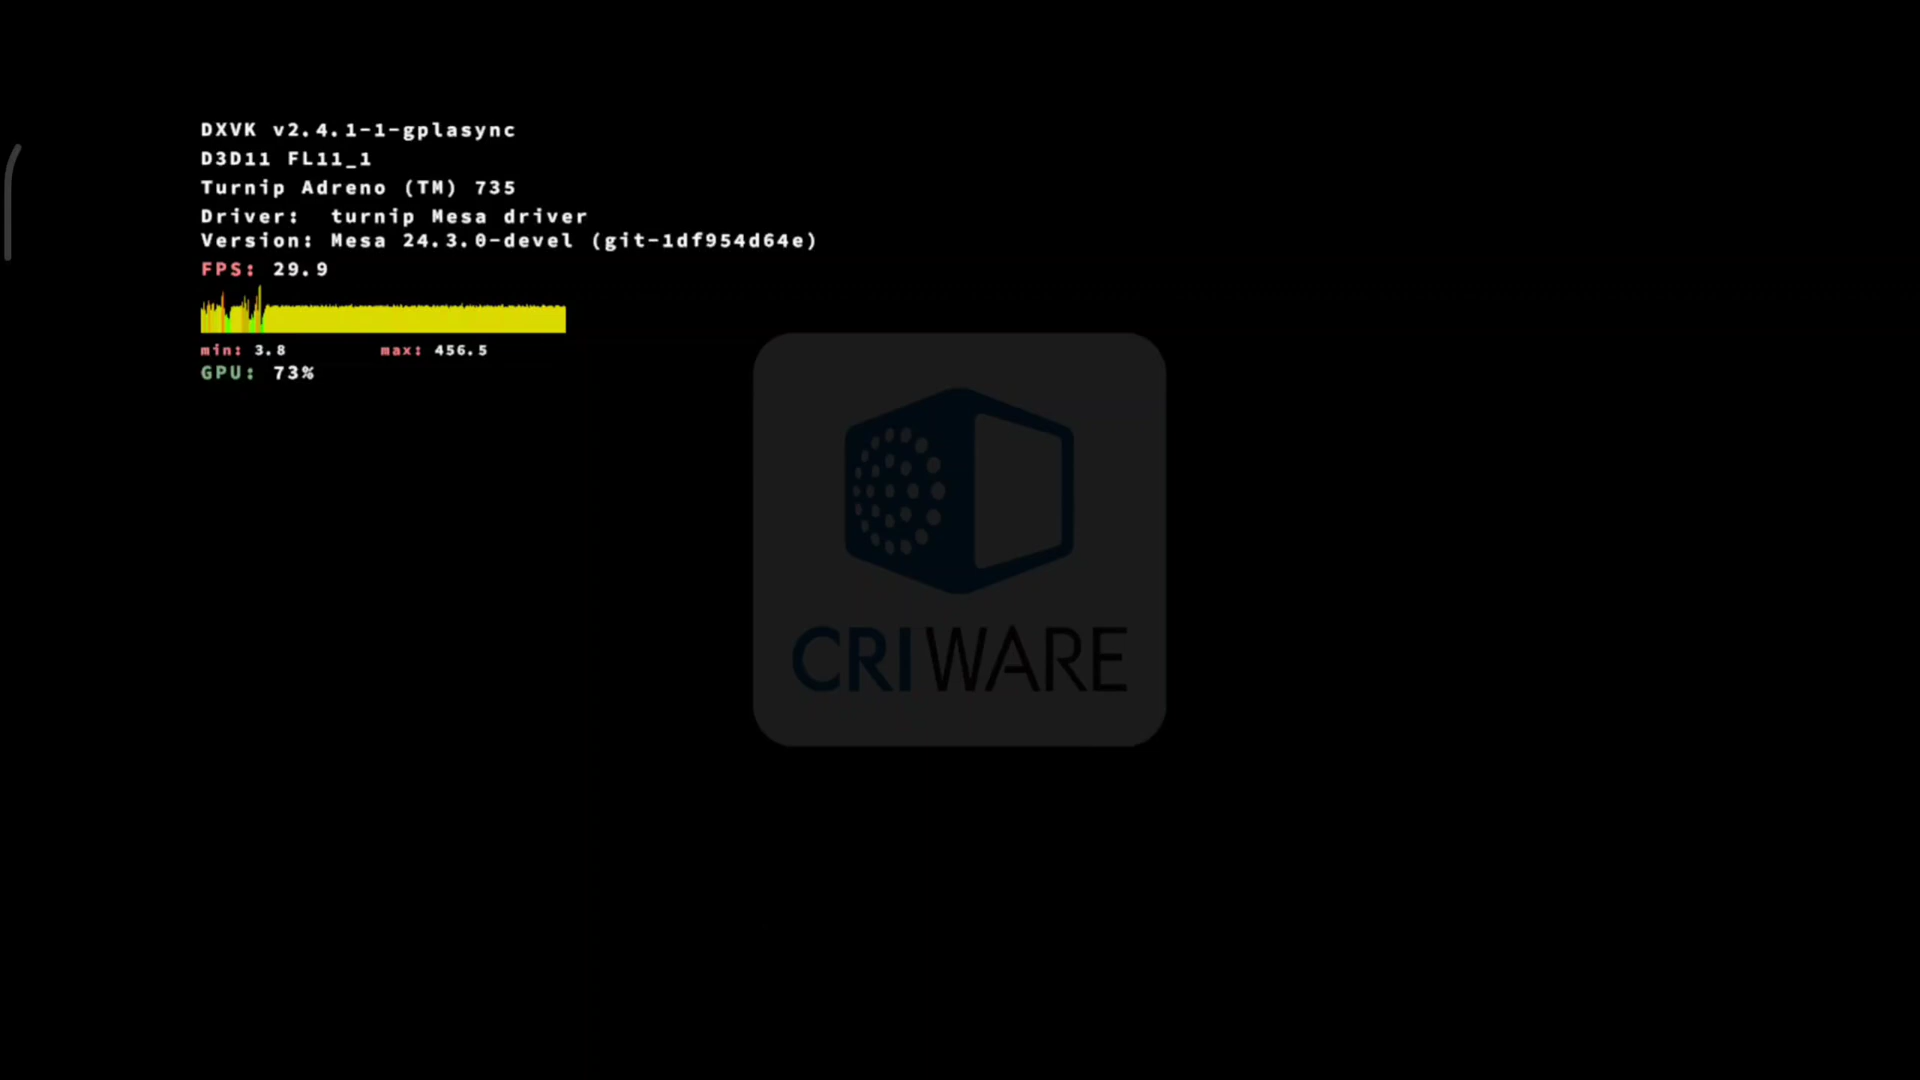 DXVK v2.4.1-1-gplasync
D3D11 FL11_1
Turnip Adreno (TM) 735
Driver: turnip Mesa driver
Version: Mesa 24.3.0-devel (git-1df954d64e)
FPS: 29.9
min: 3.8 max: 456.5
GPU: 73%
CRIWARE